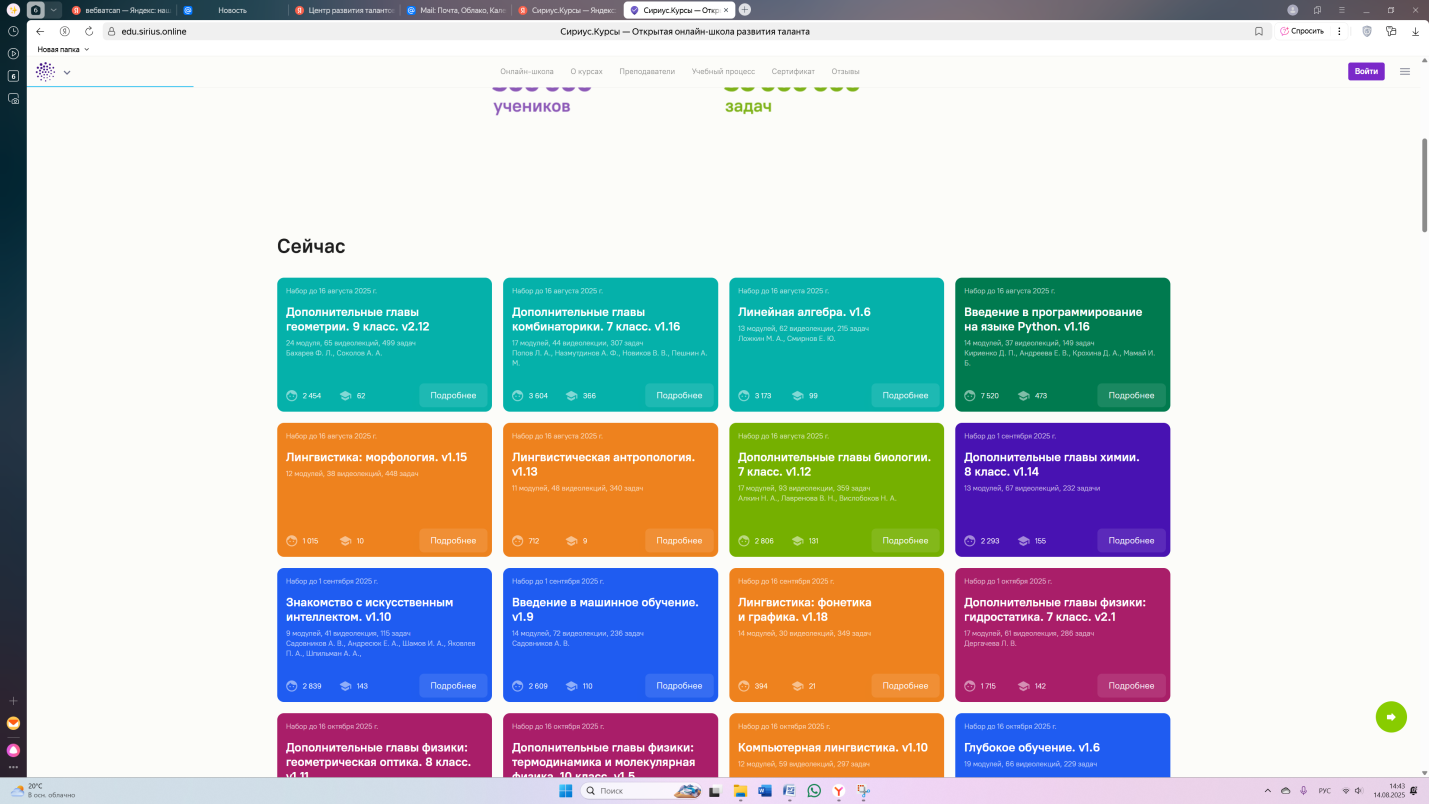 6
вебватсап — Яндекс: наш
Новость
Центр развития талантов
Mail: Почта, Облако, Кале
Сириус.Курсы — Яндекс
Сириус.Курсы — Откр
edu.sirius.online
Сириус.Курсы — Открытая онлайн-школа развития таланта
Спросить
Новая папка
6
Онлайн-школа
О курсах
Преподаватели
Учебный процесс
Сертификат
Отзывы
Войти
учеников
задач
Сейчас
Набор до 16 августа 2025 г.
Дополнительные главы
геометрии. 9 класс. v2.12
24 модуля, 65 видеолекций, 499 задач
Бахарев Ф. Л., Соколов А. А.
2 454
62
Подробнее
Набор до 16 августа 2025 г.
Дополнительные главы
комбинаторики. 7 класс. v1.16
17 модулей, 44 видеолекции, 307 задач
Попов Л. А., Назмутдинов А. Ф., Новиков В. В., Пешнин А.
М.
3 604
366
Подробнее
Набор до 16 августа 2025 г.
Линейная алгебра. v1.6
13 модулей, 62 видеолекции, 215 задач
Ложкин М. А., Смирнов Е. Ю.
3 173
99
Подробнее
Набор до 16 августа 2025 г.
Введение в программирование
на языке Python. v1.16
14 модулей, 37 видеолекций, 149 задач
Кириенко Д. П., Андреева Е. В., Крохина Д. А., Мамай И.
Б.
7 520
473
Подробнее
Набор до 16 августа 2025 г.
Лингвистика: морфология. v1.15
12 модулей, 38 видеолекций, 448 задач
1 015
10
Подробнее
Набор до 16 августа 2025 г.
Лингвистическая антропология.
v1.13
11 модулей, 48 видеолекций, 340 задач
712
9
Подробнее
Набор до 16 августа 2025 г.
Дополнительные главы биологии.
7 класс. v1.12
17 модулей, 93 видеолекции, 359 задач
Алкин Н. А., Лавренова В. Н., Вислобоков Н. А.
2 606
131
Подробнее
Набор до 1 сентября 2025 г.
Дополнительные главы химии.
8 класс. v1.14
13 модулей, 67 видеолекций, 232 задачи
2 293
155
Подробнее
Набор до 1 сентября 2025 г.
Знакомство с искусственным
интеллектом. v1.10
9 модулей, 41 видеолекция, 115 задач
Садовников А. В., Андресюк Е. А., Шамов И. А., Яковлев
П. А., Шпильман А. А.,
2 839
143
Подробнее
Набор до 1 сентября 2025 г.
Введение в машинное обучение.
v1.9
14 модулей, 72 видеолекции, 236 задач
Садовников А. В.
2 609
110
Подробнее
Набор до 16 сентября 2025 г.
Лингвистика: фонетика
и графика. v1.18
14 модулей, 30 видеолекций, 349 задач
394
21
Подробнее
Набор до 1 октября 2025 г.
Дополнительные главы физики:
гидростатика. 7 класс. v2.1
17 модулей, 61 видеолекция, 286 задач
Дергачева Л. В.
1 715
142
Подробнее
Набор до 16 октября 2025 г.
Дополнительные главы физики:
геометрическая оптика. 8 класс.
v1.11
Набор до 16 октября 2025 г.
Дополнительные главы физики:
термодинамика и молекулярная
физика. 10 класс. v1.5
Набор до 16 октября 2025 г.
Компьютерная лингвистика. v1.10
12 модулей, 59 видеолекций, 297 задач
Набор до 16 октября 2025 г.
Глубокое обучение. v1.6
19 модулей, 66 видеолекций, 229 задач
20°C
В осн. облачно
Поиск
РУС
14:43
14.08.2025